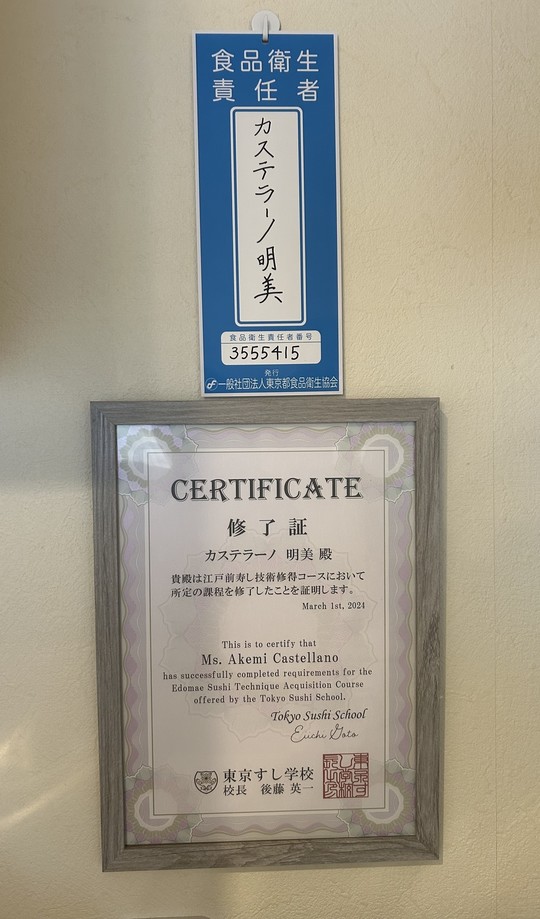 食品衛生
責任者
カステラーノ明美
食品衛生責任者番号
3555415
発行
一般社団法人東京都食品衛生協会
CERTIFICATE
修了証
カステラーノ 明美 殿
貴殿は江戸前寿し技術修得コースにおいて
所定の課程を修了したことを証明します。
March 1st, 2024
This is to certify that
Ms. Akemi Castellano
has successfully completed requirements for the
Edomae Sushi Technique Acquisition Course
offered by the Tokyo Sushi School.
Tokyo Sushi School
Eiichi Goto
東京すし学校
校長 後藤 英一